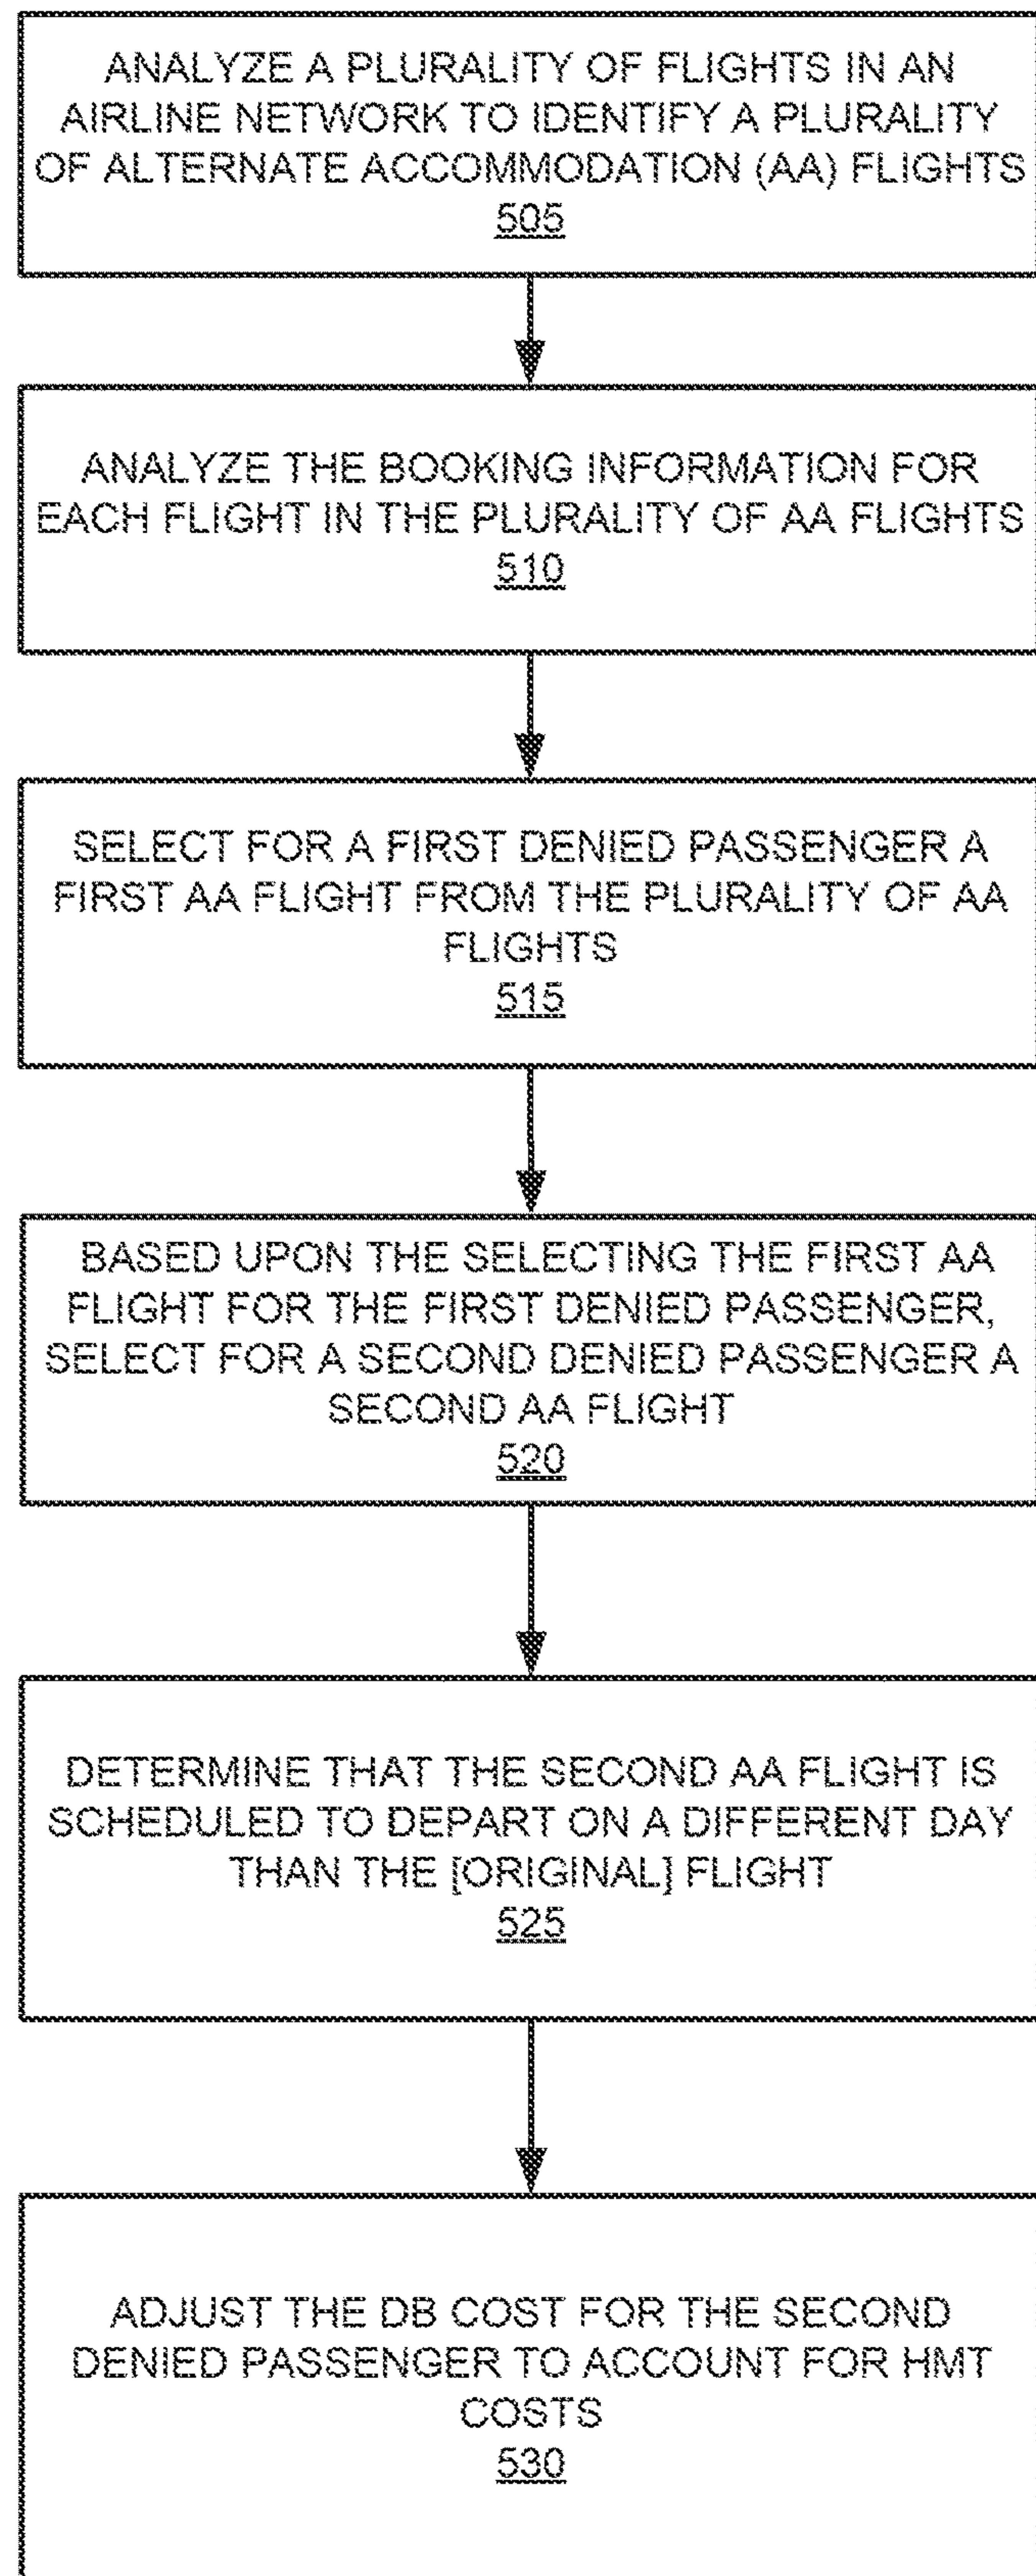 ANALYZE A PLURALITY OF FLIGHTS IN AN
AIRLINE NETWORK TO IDENTIFY A PLURALITY
OF ALTERNATE ACCOMMODATION (AA) FLIGHTS
505
ANALYZE THE BOOKING INFORMATION FOR
EACH FLIGHT IN THE PLURALITY OF AA FLIGHTS
510
SELECT FOR A FIRST DENIED PASSENGER A
FIRST AA FLIGHT FROM THE PLURALITY OF AA
FLIGHTS
515
BASED UPON THE SELECTING THE FIRST AA
FLIGHT FOR THE FIRST DENIED PASSENGER,
SELECT FOR A SECOND DENIED PASSENGER A
SECOND AA FLIGHT
520
DETERMINE THAT THE SECOND AA FLIGHT IS
SCHEDULED TO DEPART ON A DIFFERENT DAY
THAN THE [ORIGINAL] FLIGHT
525
ADJUST THE DB COST FOR THE SECOND
DENIED PASSENGER TO ACCOUNT FOR HMT
COSTS
530